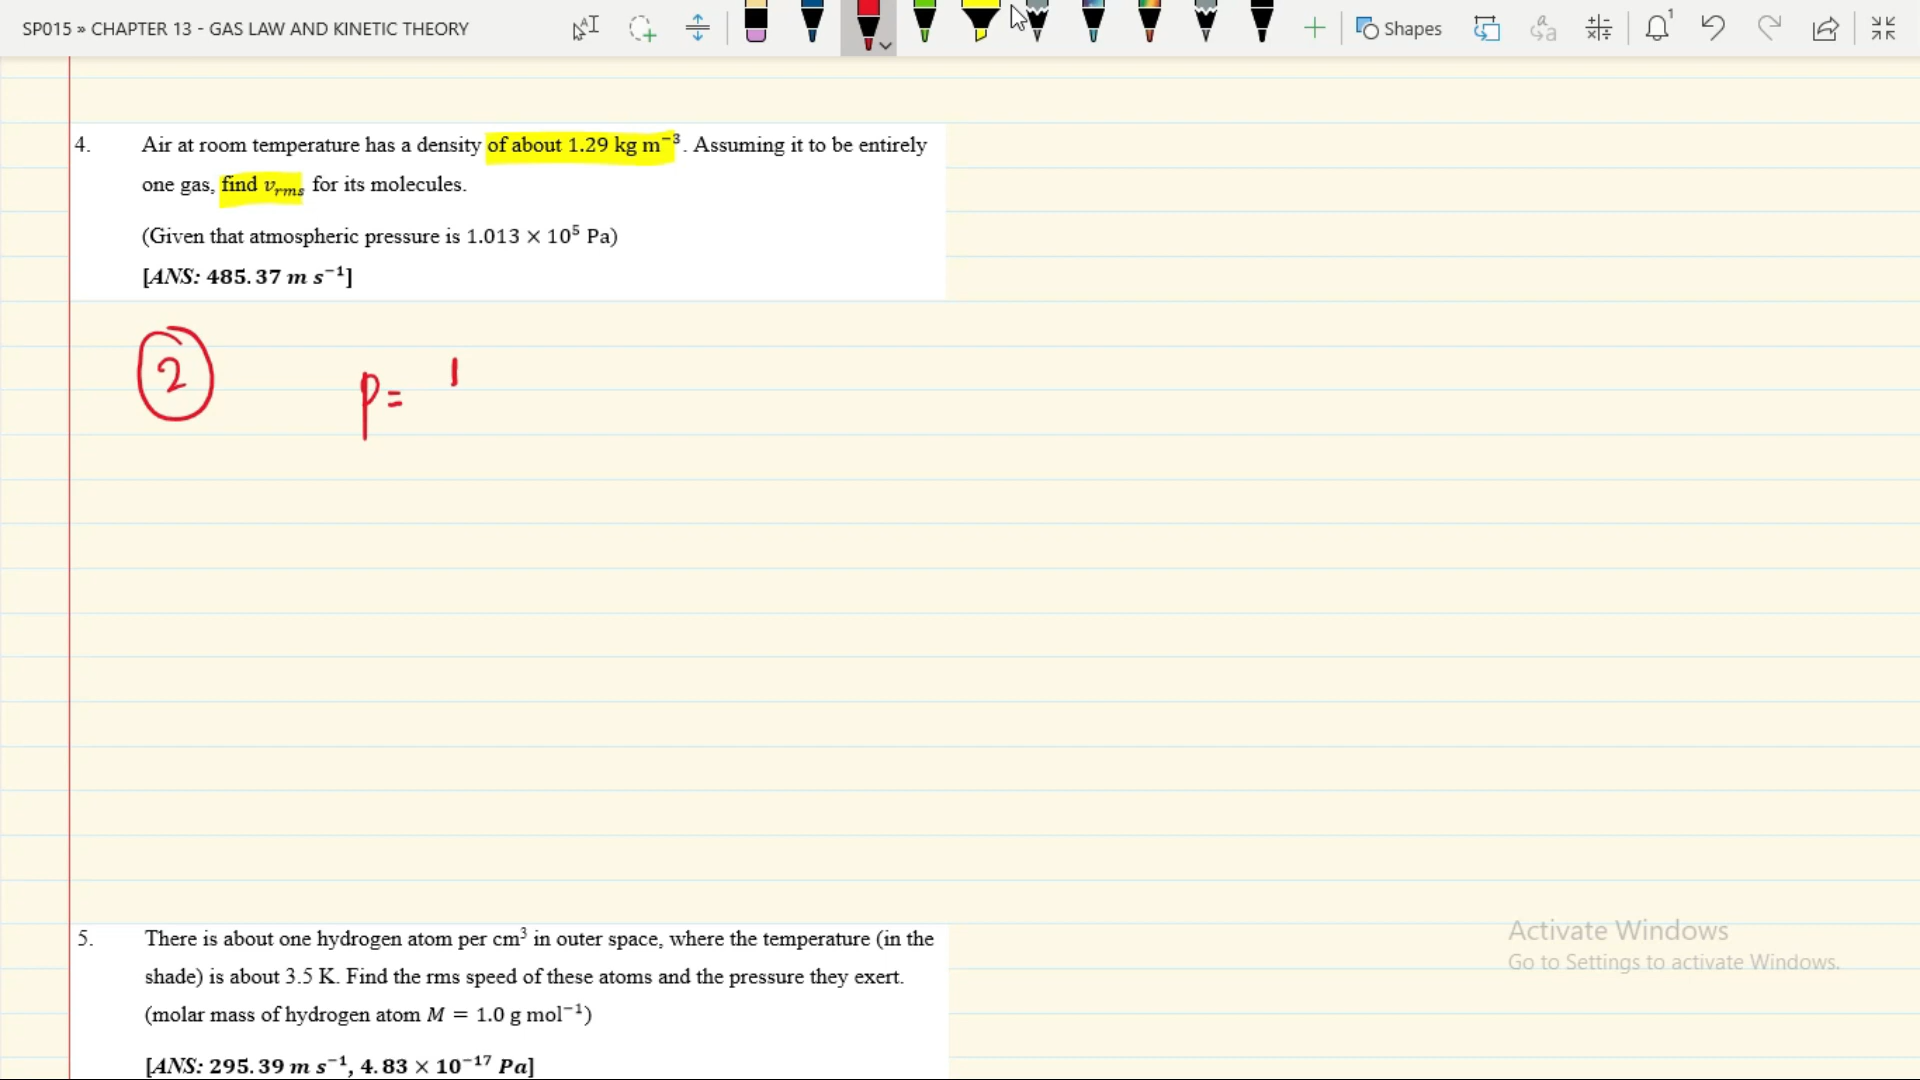 SP015 » CHAPTER 13 - GAS LAW AND KINETIC THEORY
Shapes
1
4. Air at room temperature has a density of about 1.29 kg m⁻³. Assuming it to be entirely
one gas, find vᵣₘₛ for its molecules.
(Given that atmospheric pressure is 1.013 × 10⁵ Pa)
[ANS: 485.37 m s⁻¹]
2 P= 1
5. There is about one hydrogen atom per cm³ in outer space, where the temperature (in the
shade) is about 3.5 K. Find the rms speed of these atoms and the pressure they exert.
(molar mass of hydrogen atom M = 1.0 g mol⁻¹)
[ANS: 295.39 m s⁻¹, 4.83 × 10⁻¹⁷ Pa]
Activate Windows
Go to Settings to activate Windows.